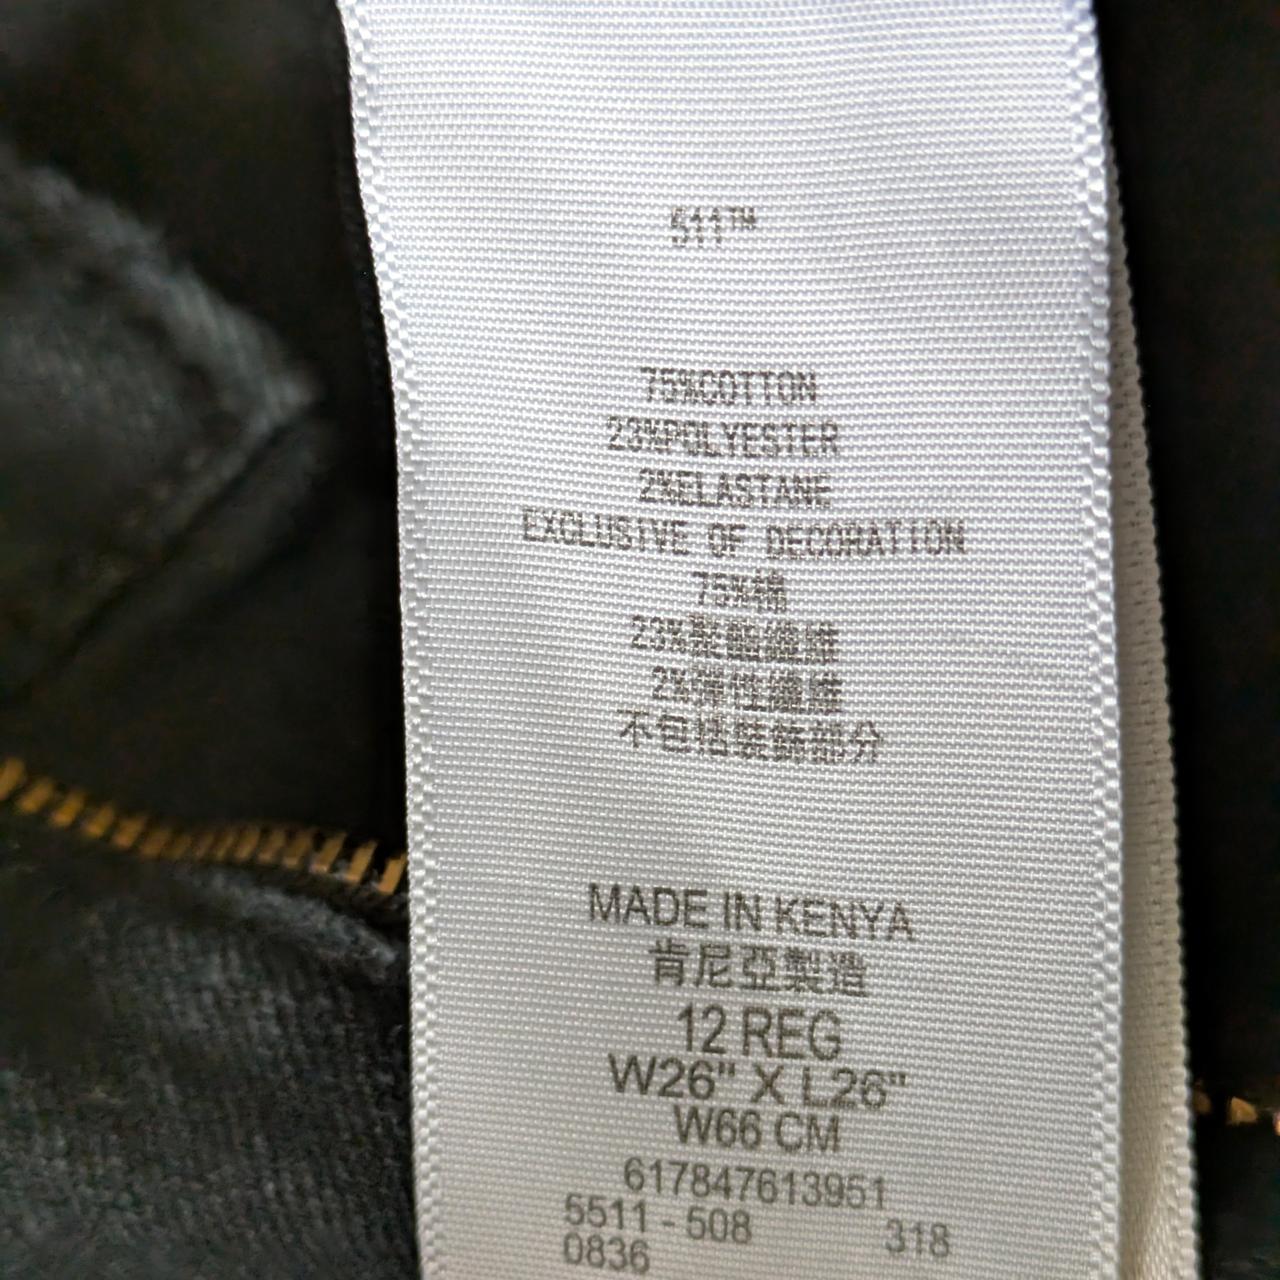 511™
75%COTTON
23%POLYESTER
2%ELASTANE
EXCLUSIVE OF DECORATION
75%棉
23%聚酯纖維
2%彈性纖維
不包括裝飾部分
MADE IN KENYA
肯尼亞製造
12 REG
W26" X L26"
W66 CM
617847613951
5511 - 508 318
0836